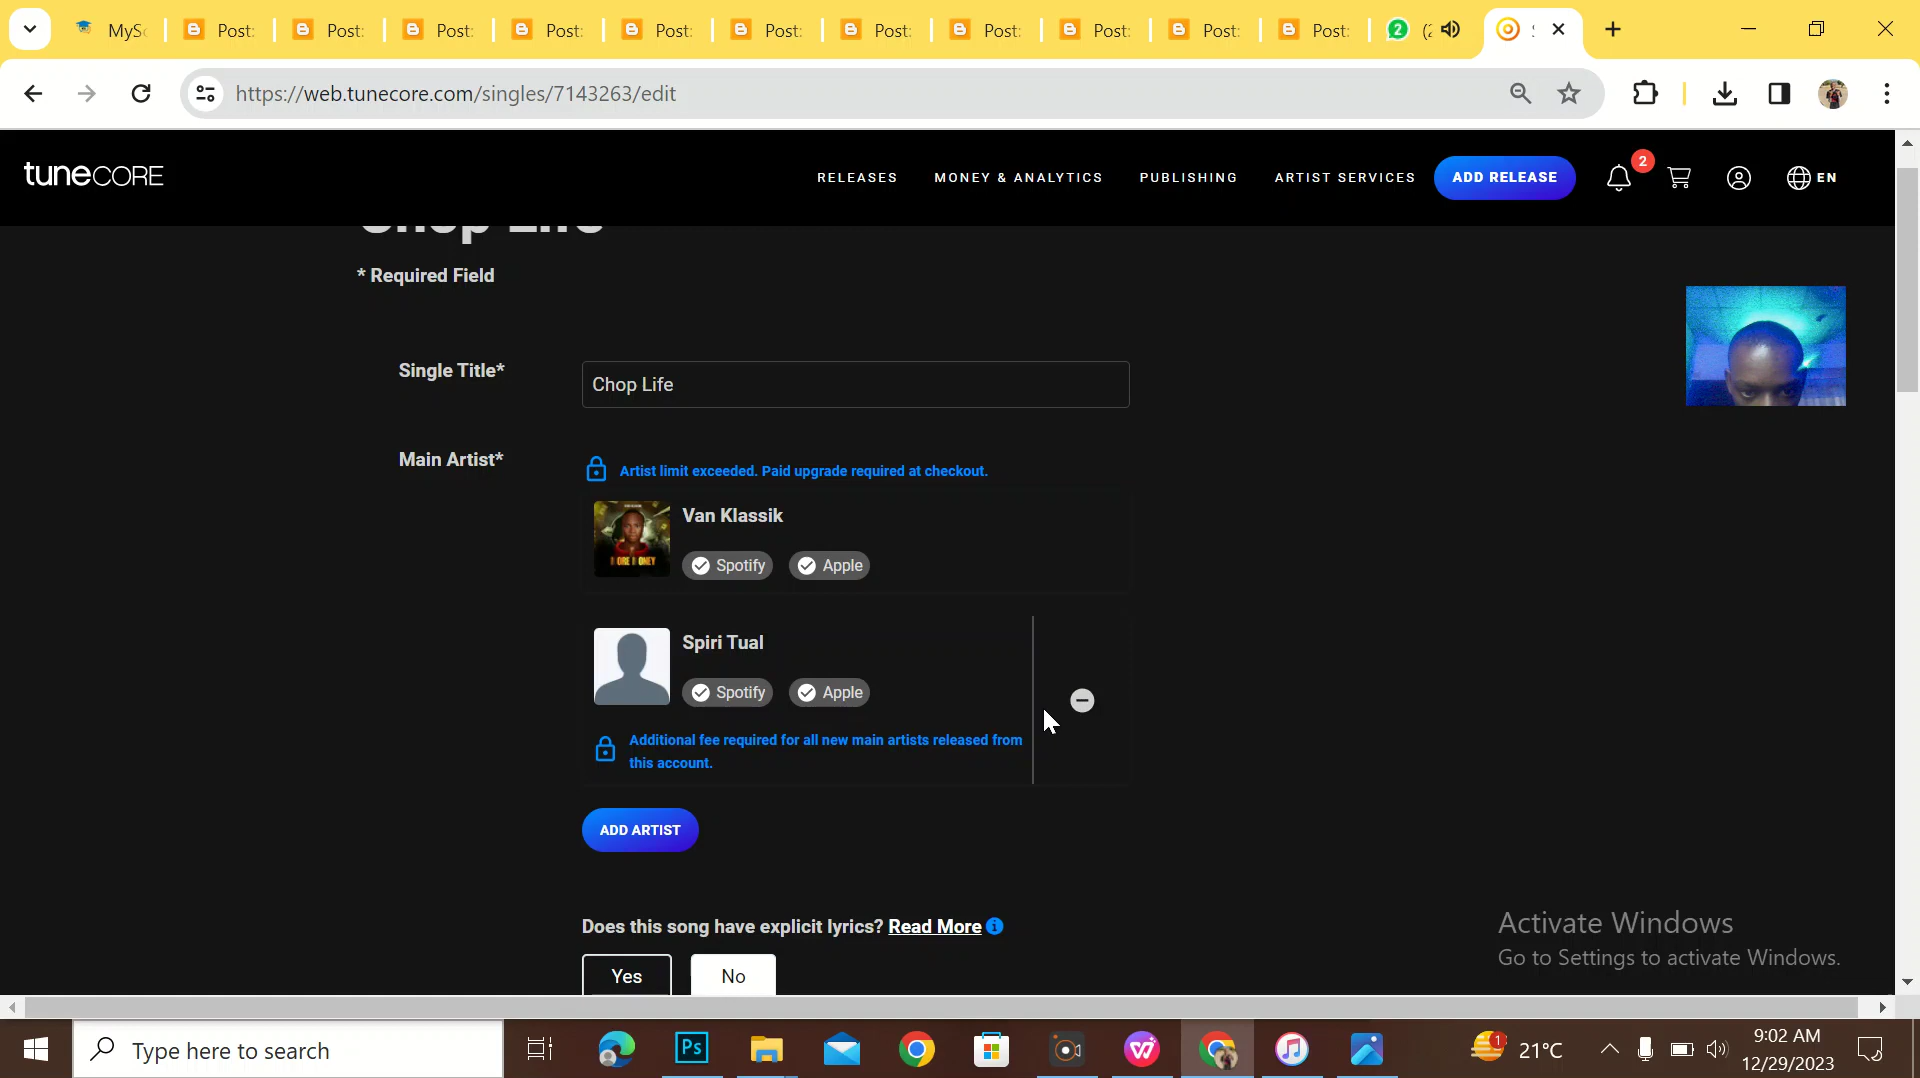 MySc
Post:
Post:
Post:
Post:
Post:
Post:
Post:
Post:
Post:
Post:
Post:
https://web.tunecore.com/singles/7143263/edit
tuneCORE
RELEASES
MONEY & ANALYTICS
PUBLISHING
ARTIST SERVICES
ADD RELEASE
2
EN
Chop Life
* Required Field
Single Title*
Chop Life
Main Artist*
Artist limit exceeded. Paid upgrade required at checkout.
Van Klassik
Spotify
Apple
Spiri Tual
Spotify
Apple
Additional fee required for all new main artists released from
this account.
ADD ARTIST
Does this song have explicit lyrics? Read More
Yes
No
Activate Windows
Go to Settings to activate Windows.
Type here to search
Ps
1
21°C
9:02 AM
12/29/2023